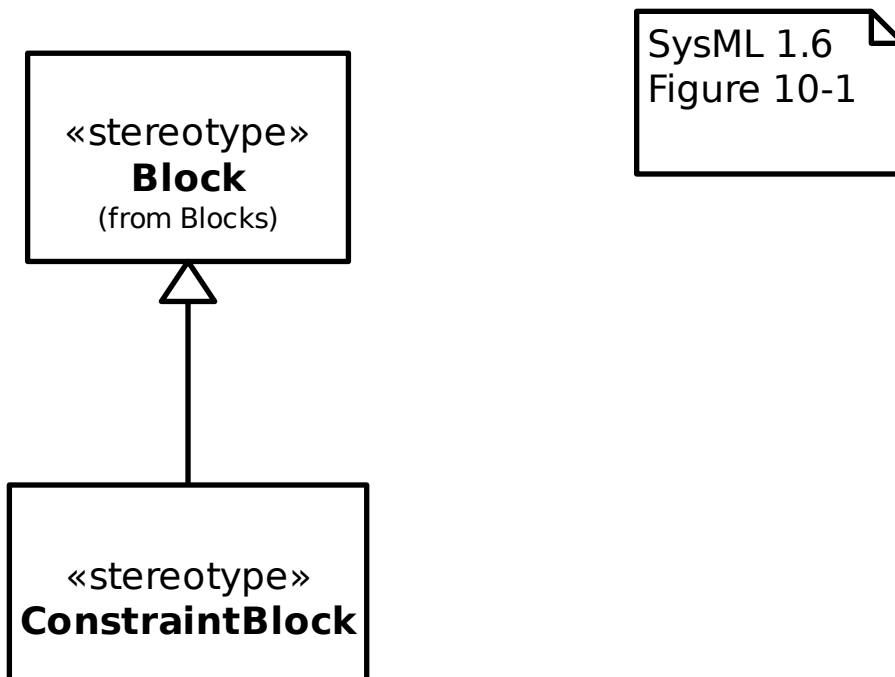 SysML 1.6
Figure 10-1
«stereotype»
Block
(from Blocks)
«stereotype»
ConstraintBlock